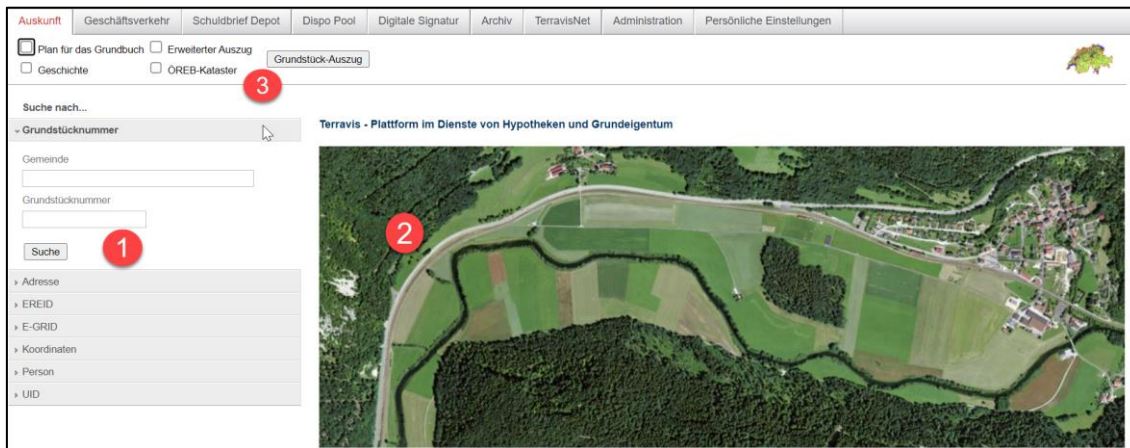 Auskunft Geschäftsverkehr Schuldbrief Depot Dispo Pool Digitale Signatur Archiv TerravisNet Administration Persönliche Einstellungen
Plan für das Grundbuch Erweiterter Auszug
Grundstück-Auszug
Geschichte ÖREB-Kataster
3
Suche nach...
Grundstücknummer
Terravis - Plattform im Dienste von Hypotheken und Grundeigentum
Gemeinde
Grundstücknummer
2
Suche
1
Adresse
EREID
E-GRID
Koordinaten
Person
UID